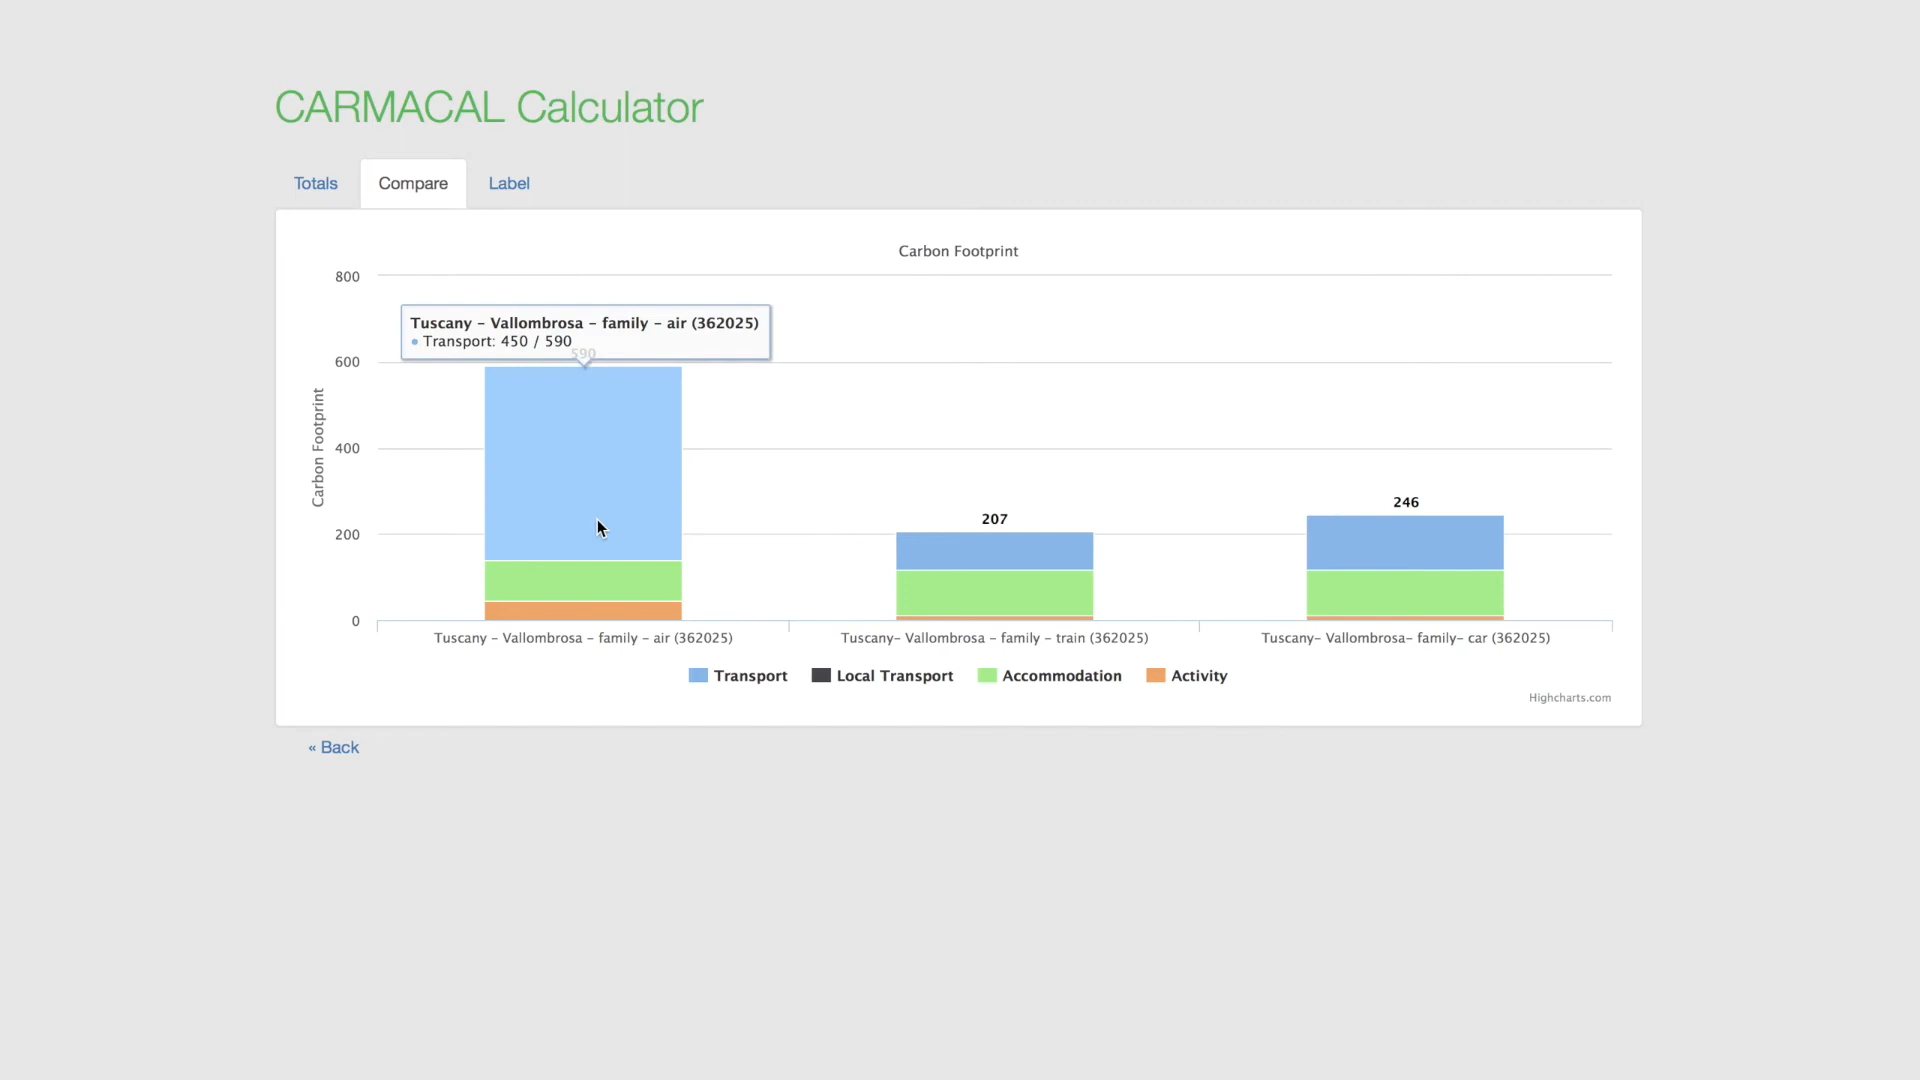 CARMACAL Calculator
Totals
Compare
Label
Carbon Footprint
800
600
400
200
0
Carbon Footprint
Tuscany – Vallombrosa – family – air (362025)
• Transport: 450 / 590
590
207
246
Tuscany – Vallombrosa – family – air (362025)
Tuscany– Vallombrosa – family – train (362025)
Tuscany– Vallombrosa– family– car (362025)
Transport
Local Transport
Accommodation
Activity
Highcharts.com
« Back